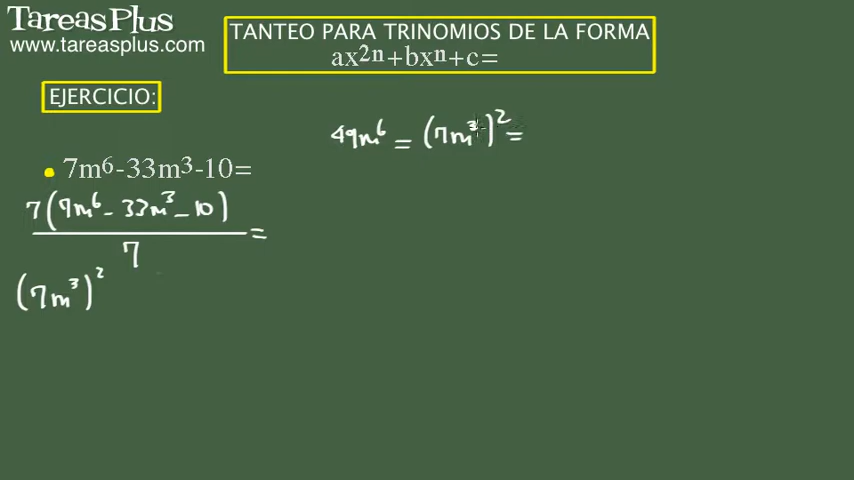 TareasPlus
www.tareasplus.com
TANTEO PARA TRINOMIOS DE LA FORMA
ax²ⁿ+bxⁿ+c=
EJERCICIO:
49m⁶ = (7m³)² =
• 7m⁶-33m³-10=
7(7m⁶ - 33m³ - 10)
7 =
(7m³)²